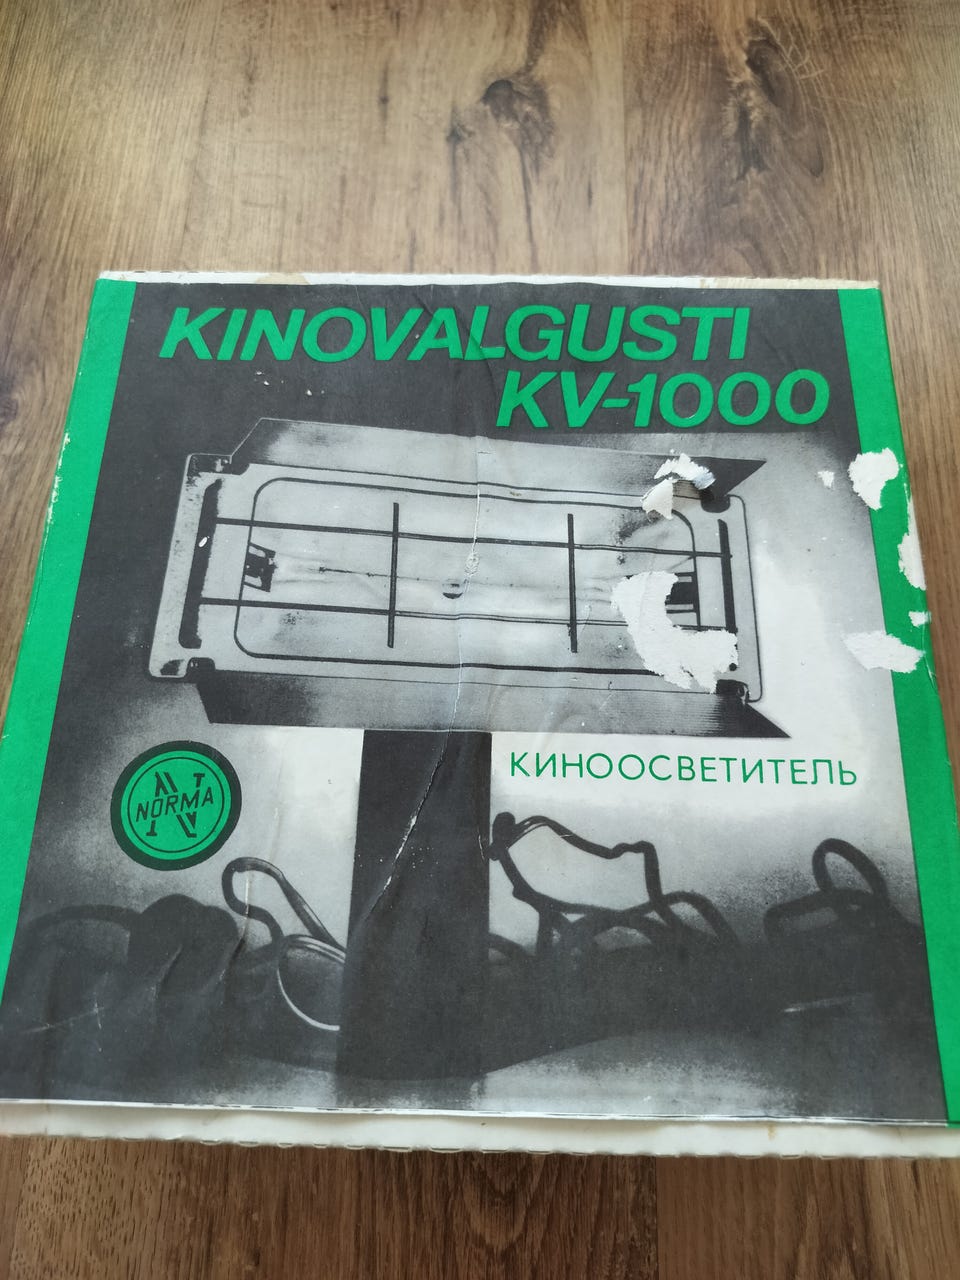 KINOVALGUSTI
KV-1000
КИНООСВЕТИТЕЛЬ
N
NORMA